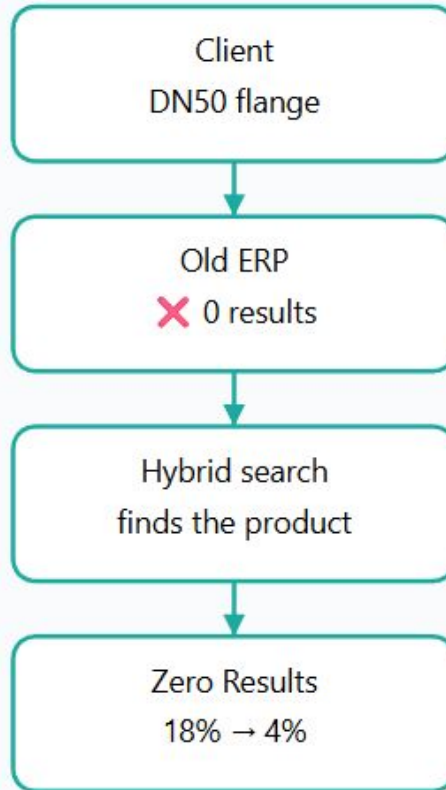 Client
DN50 flange
Old ERP
❌ 0 results
Hybrid search
finds the product
Zero Results
18% → 4%